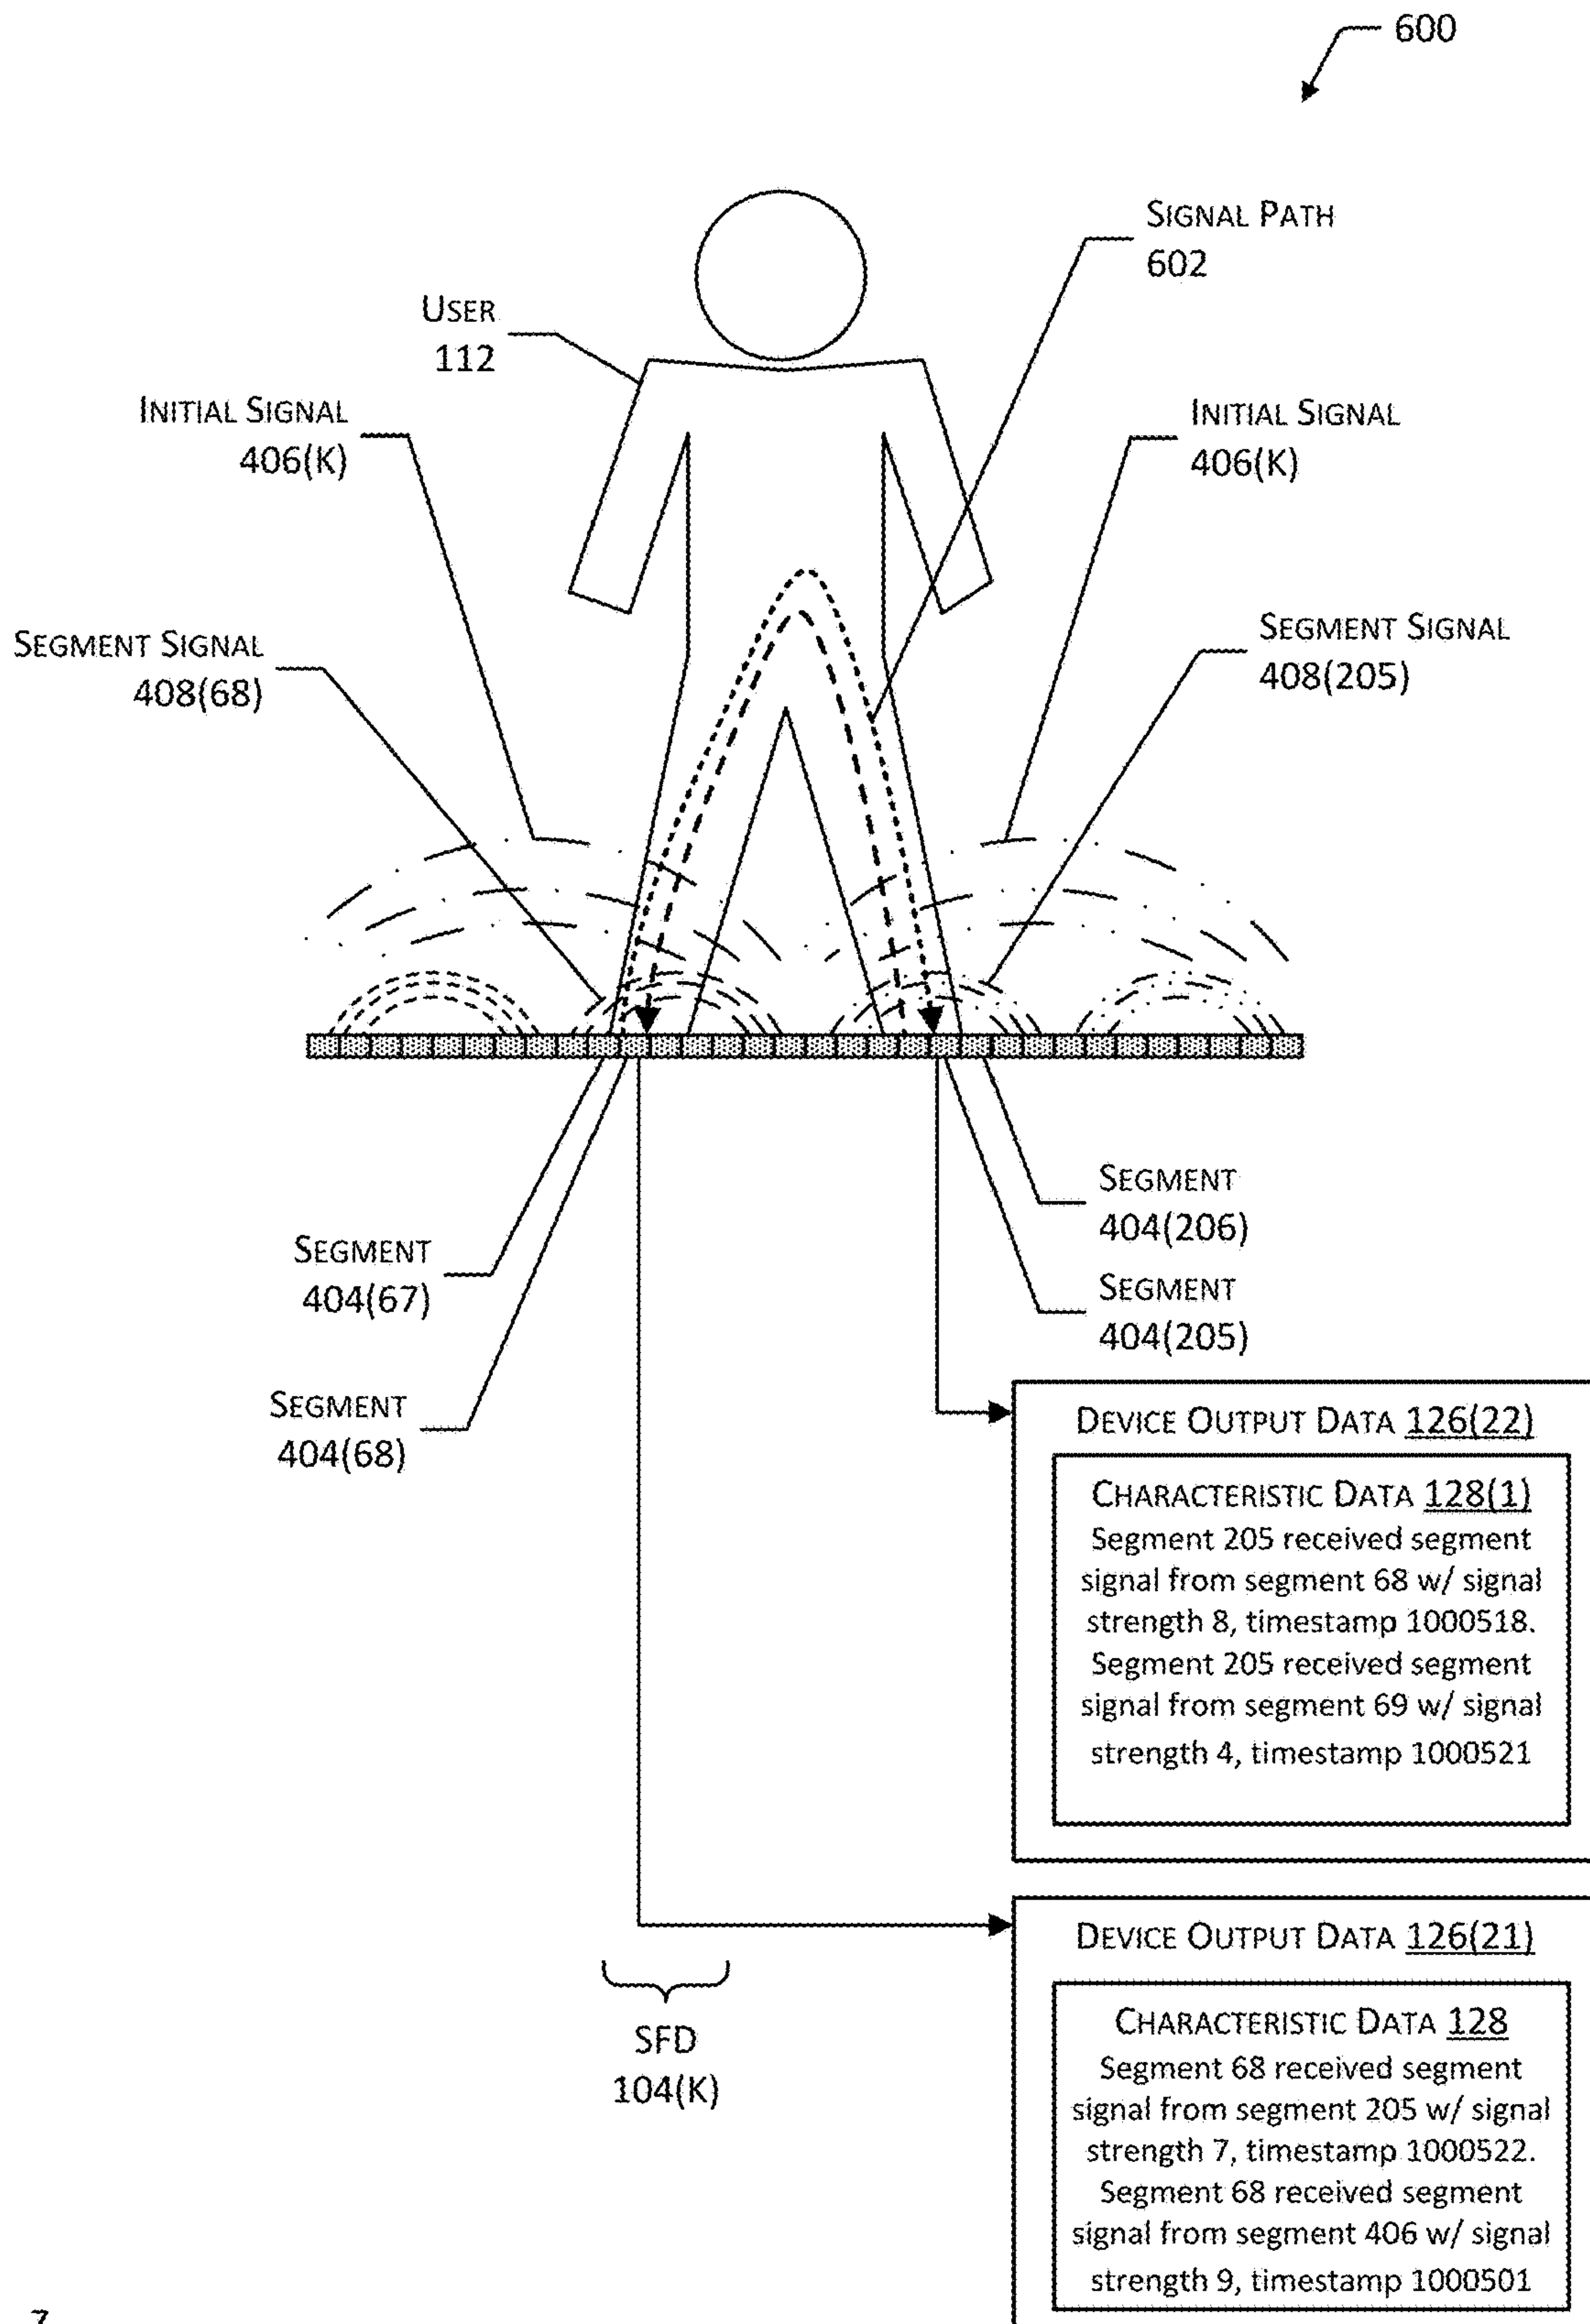 600
SIGNAL PATH
602
USER
112
INITIAL SIGNAL
406(K)
INITIAL SIGNAL
406(K)
SEGMENT SIGNAL
408(68)
SEGMENT SIGNAL
408(205)
SEGMENT
404(206)
SEGMENT
404(67)
SEGMENT
404(205)
SEGMENT
404(68)
DEVICE OUTPUT DATA 126(22)
CHARACTERISTIC DATA 128(1)
Segment 205 received segment
signal from segment 68 w/ signal
strength 8, timestamp 1000518.
Segment 205 received segment
signal from segment 69 w/ signal
strength 4, timestamp 1000521
DEVICE OUTPUT DATA 126(21)
SFD
104(K)
CHARACTERISTIC DATA 128
Segment 68 received segment
signal from segment 205 w/ signal
strength 7, timestamp 1000522.
Segment 68 received segment
signal from segment 406 w/ signal
strength 9, timestamp 1000501